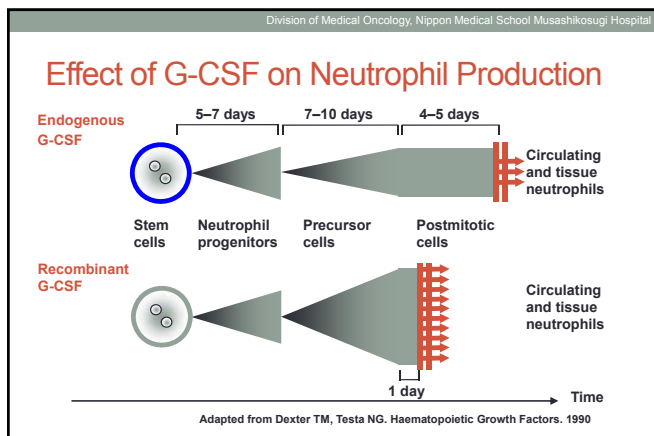 Division of Medical Oncology, Nippon Medical School Musashikosugi Hospital
Effect of G-CSF on Neutrophil Production
5–7 days
7–10 days
4–5 days
Endogenous
G-CSF
Circulating
and tissue
neutrophils
Stem
cells
Neutrophil
progenitors
Precursor
cells
Postmitotic
cells
Recombinant
G-CSF
Circulating
and tissue
neutrophils
1 day
Time
Adapted from Dexter TM, Testa NG. Haematopoietic Growth Factors. 1990